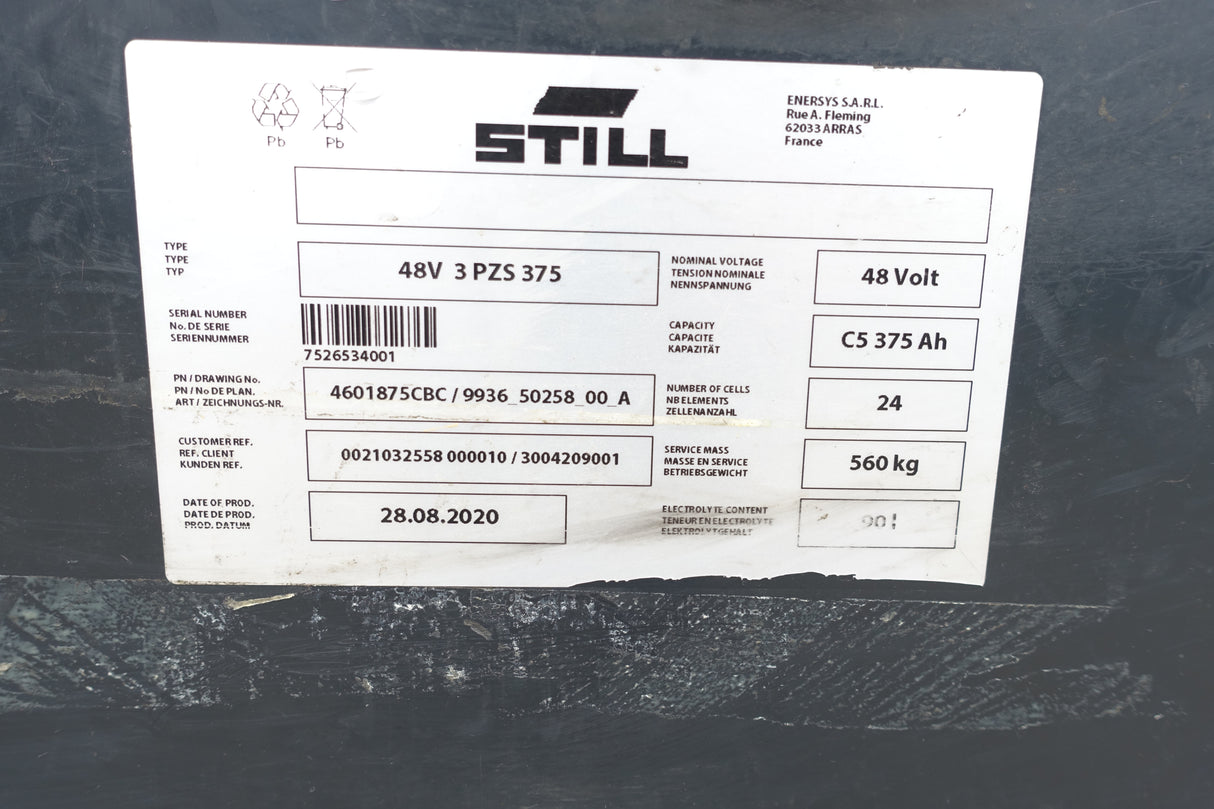 Pb
Pb
STILL
ENERSYS S.A.R.L.
Rue A. Fleming
62033 ARRAS
France
TYPE
TYPE
TYP
48V 3 PZS 375
NOMINAL VOLTAGE
TENSION NOMINALE
NENNSPANNUNG
48 Volt
SERIAL NUMBER
No. DE SERIE
SERIENNUMMER
7526534001
CAPACITY
CAPACITE
KAPAZITÄT
C5 375 Ah
PN / DRAWING No.
PN / No DE PLAN.
ART / ZEICHNUNGS-NR.
4601875CBC / 9936_50258_00_A
NUMBER OF CELLS
NB ELEMENTS
ZELLENANZAHL
24
CUSTOMER REF.
REF. CLIENT
KUNDEN REF.
0021032558 000010 / 3004209001
SERVICE MASS
MASSE EN SERVICE
BETRIEBSGEWICHT
560 kg
DATE OF PROD.
DATE DE PROD.
PROD. DATUM
28.08.2020
ELECTROLYTE CONTENT
TENEUR EN ELECTROLYTE
ELEKTROLYTGEHALT
90 l